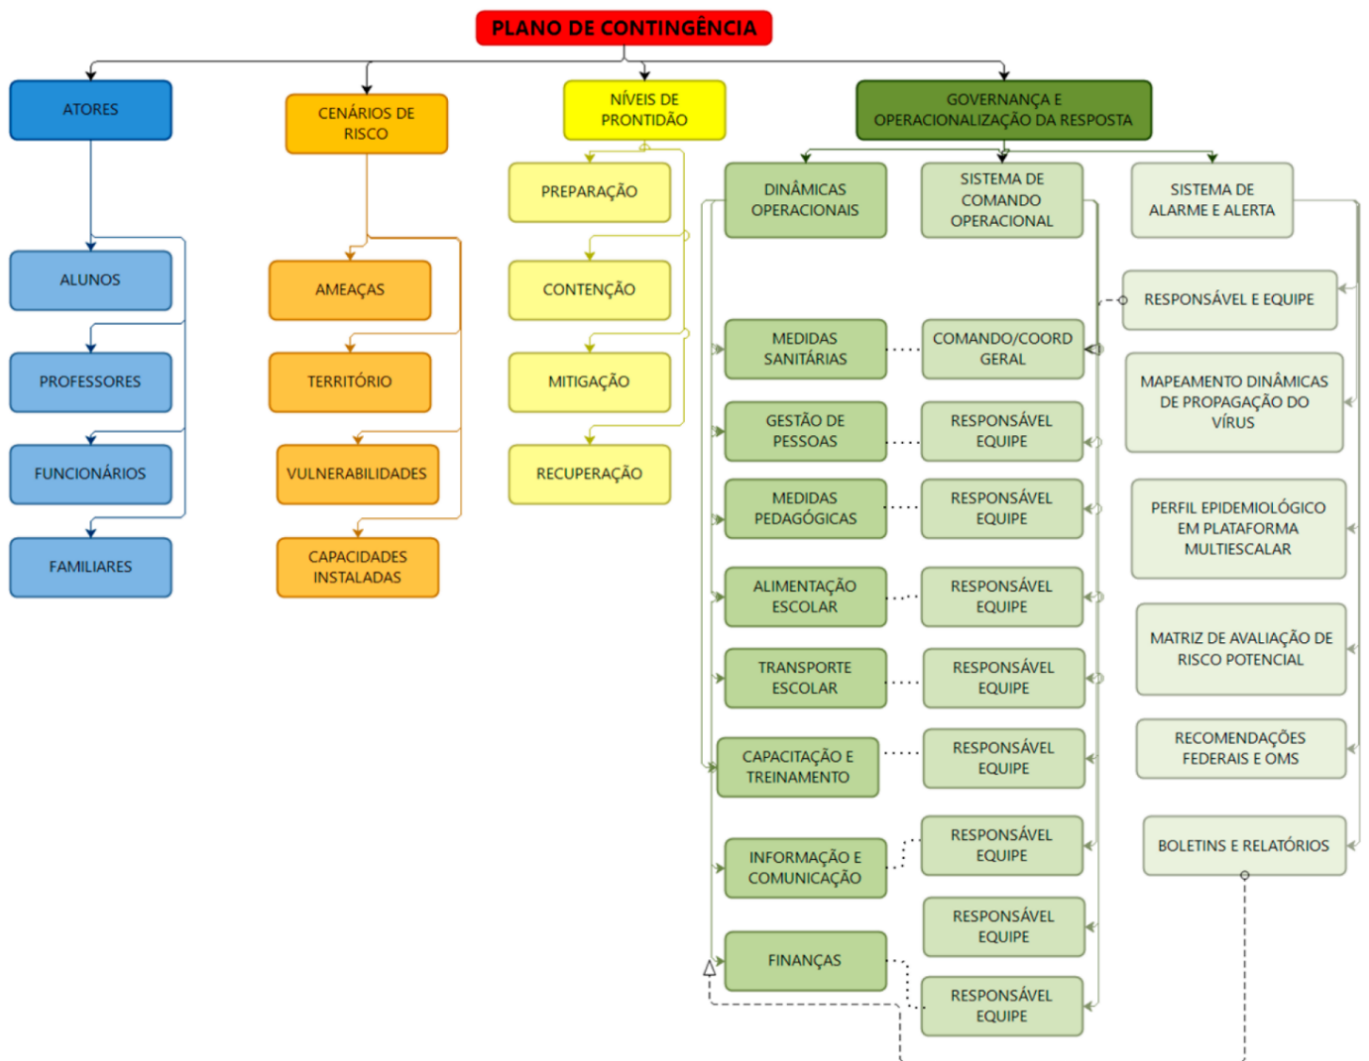 PLANO DE CONTINGÊNCIA
ATORES
ALUNOS
PROFESSORES
FUNCIONÁRIOS
FAMILIARES
CENÁRIOS DE
RISCO
AMEAÇAS
TERRITÓRIO
VULNERABILIDADES
CAPACIDADES
INSTALADAS
NÍVEIS DE
PRONTIDÃO
PREPARAÇÃO
CONTENÇÃO
MITIGAÇÃO
RECUPERAÇÃO
GOVERNANÇA E
OPERACIONALIZAÇÃO DA RESPOSTA
DINÂMICAS
OPERACIONAIS
MEDIDAS
SANITÁRIAS
GESTÃO DE
PESSOAS
MEDIDAS
PEDAGÓGICAS
ALIMENTAÇÃO
ESCOLAR
TRANSPORTE
ESCOLAR
CAPACITAÇÃO E
TREINAMENTO
INFORMAÇÃO E
COMUNICAÇÃO
FINANÇAS
SISTEMA DE
COMANDO
OPERACIONAL
COMANDO/COORD
GERAL
RESPONSÁVEL
EQUIPE
RESPONSÁVEL
EQUIPE
RESPONSÁVEL
EQUIPE
RESPONSÁVEL
EQUIPE
RESPONSÁVEL
EQUIPE
RESPONSÁVEL
EQUIPE
RESPONSÁVEL
EQUIPE
RESPONSÁVEL
EQUIPE
SISTEMA DE
ALARME E ALERTA
RESPONSÁVEL E EQUIPE
MAPEAMENTO DINÂMICAS
DE PROPAGAÇÃO DO
VÍRUS
PERFIL EPIDEMIOLÓGICO
EM PLATAFORMA
MULTIESCALAR
MATRIZ DE AVALIAÇÃO DE
RISCO POTENCIAL
RECOMENDAÇÕES
FEDERAIS E OMS
BOLETINS E RELATÓRIOS